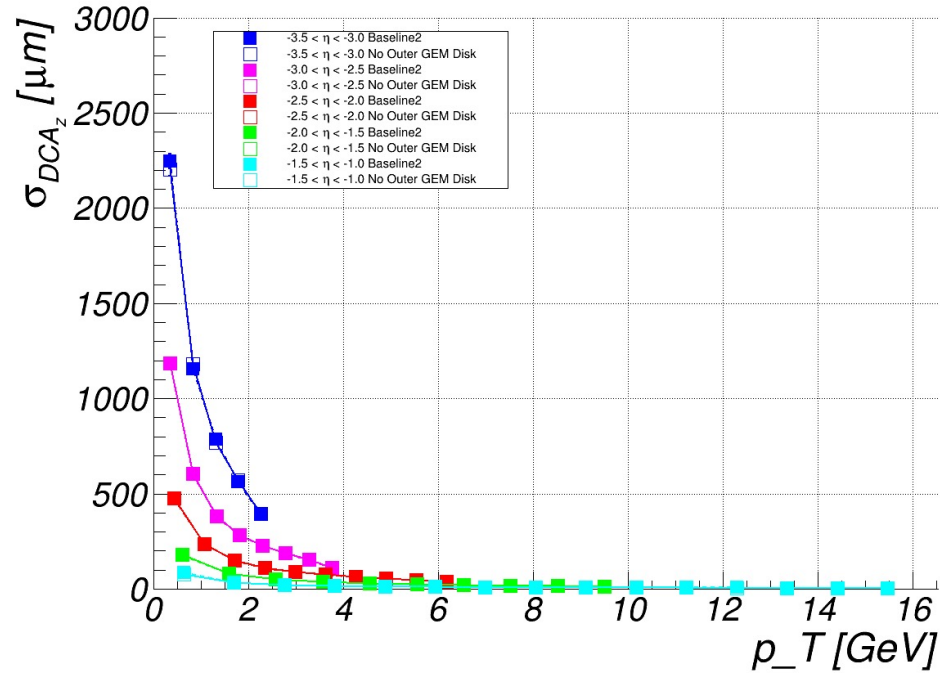 σ_DCA_z [μm]
3000
2500
2000
1500
1000
500
0
-3.5 < η < -3.0 Baseline2
-3.5 < η < -3.0 No Outer GEM Disk
-3.0 < η < -2.5 Baseline2
-3.0 < η < -2.5 No Outer GEM Disk
-2.5 < η < -2.0 Baseline2
-2.5 < η < -2.0 No Outer GEM Disk
-2.0 < η < -1.5 Baseline2
-2.0 < η < -1.5 No Outer GEM Disk
-1.5 < η < -1.0 Baseline2
-1.5 < η < -1.0 No Outer GEM Disk
0 2 4 6 8 10 12 14 16
p_T [GeV]